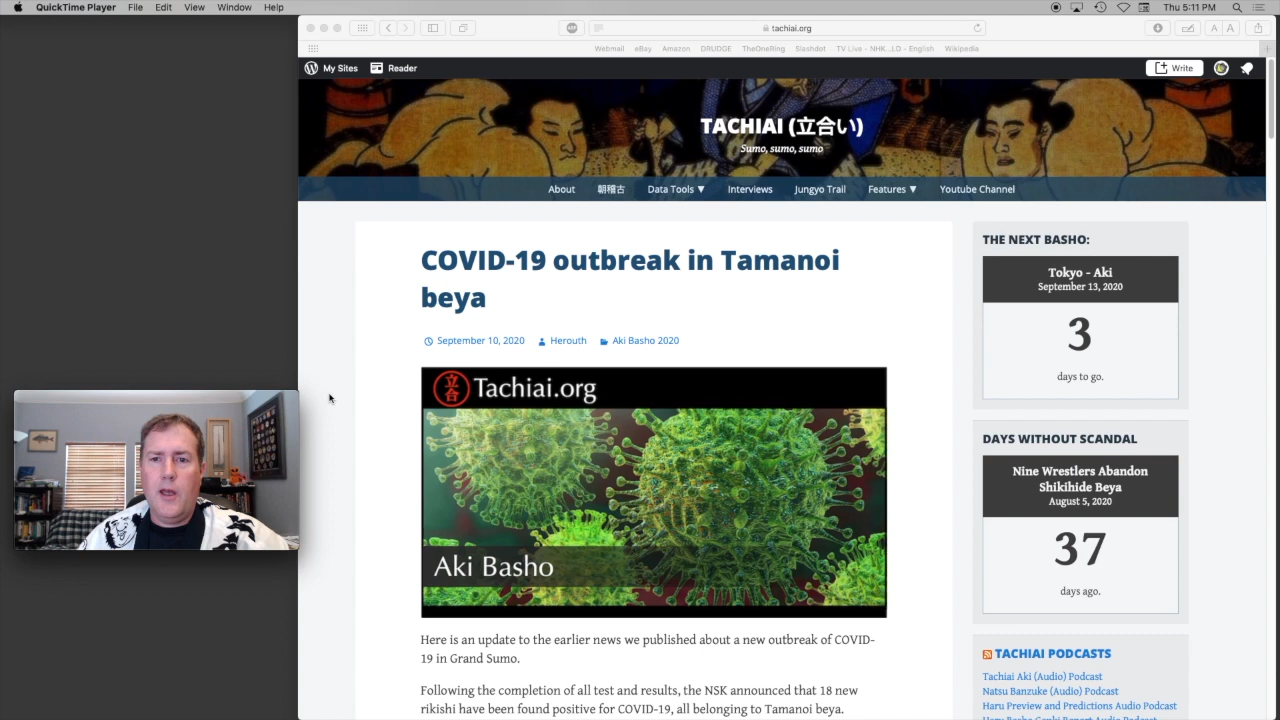 QuickTime Player File Edit View Window Help
Thu 5:11 PM
tachiai.org
A A
Webmail eBay Amazon DRUDGE TheOneRing Slashdot TV Live - NHK...LD - English Wikipedia
My Sites Reader
Write
TACHIAI (立合い)
Sumo, sumo, sumo
About 朝稽古 Data Tools ▼ Interviews Jungyo Trail Features ▼ Youtube Channel
COVID-19 outbreak in Tamanoi
beya
September 10, 2020 Herouth Aki Basho 2020
立合 Tachiai.org
Aki Basho
Here is an update to the earlier news we published about a new outbreak of COVID-
19 in Grand Sumo.
Following the completion of all test and results, the NSK announced that 18 new
rikishi have been found positive for COVID-19, all belonging to Tamanoi beya.
THE NEXT BASHO:
Tokyo - Aki
September 13, 2020
3
days to go.
DAYS WITHOUT SCANDAL
Nine Wrestlers Abandon
Shikihide Beya
August 5, 2020
37
days ago.
TACHIAI PODCASTS
Tachiai Aki (Audio) Podcast
Natsu Banzuke (Audio) Podcast
Haru Preview and Predictions Audio Podcast
Haru Basho Genki Report Audio Podcast